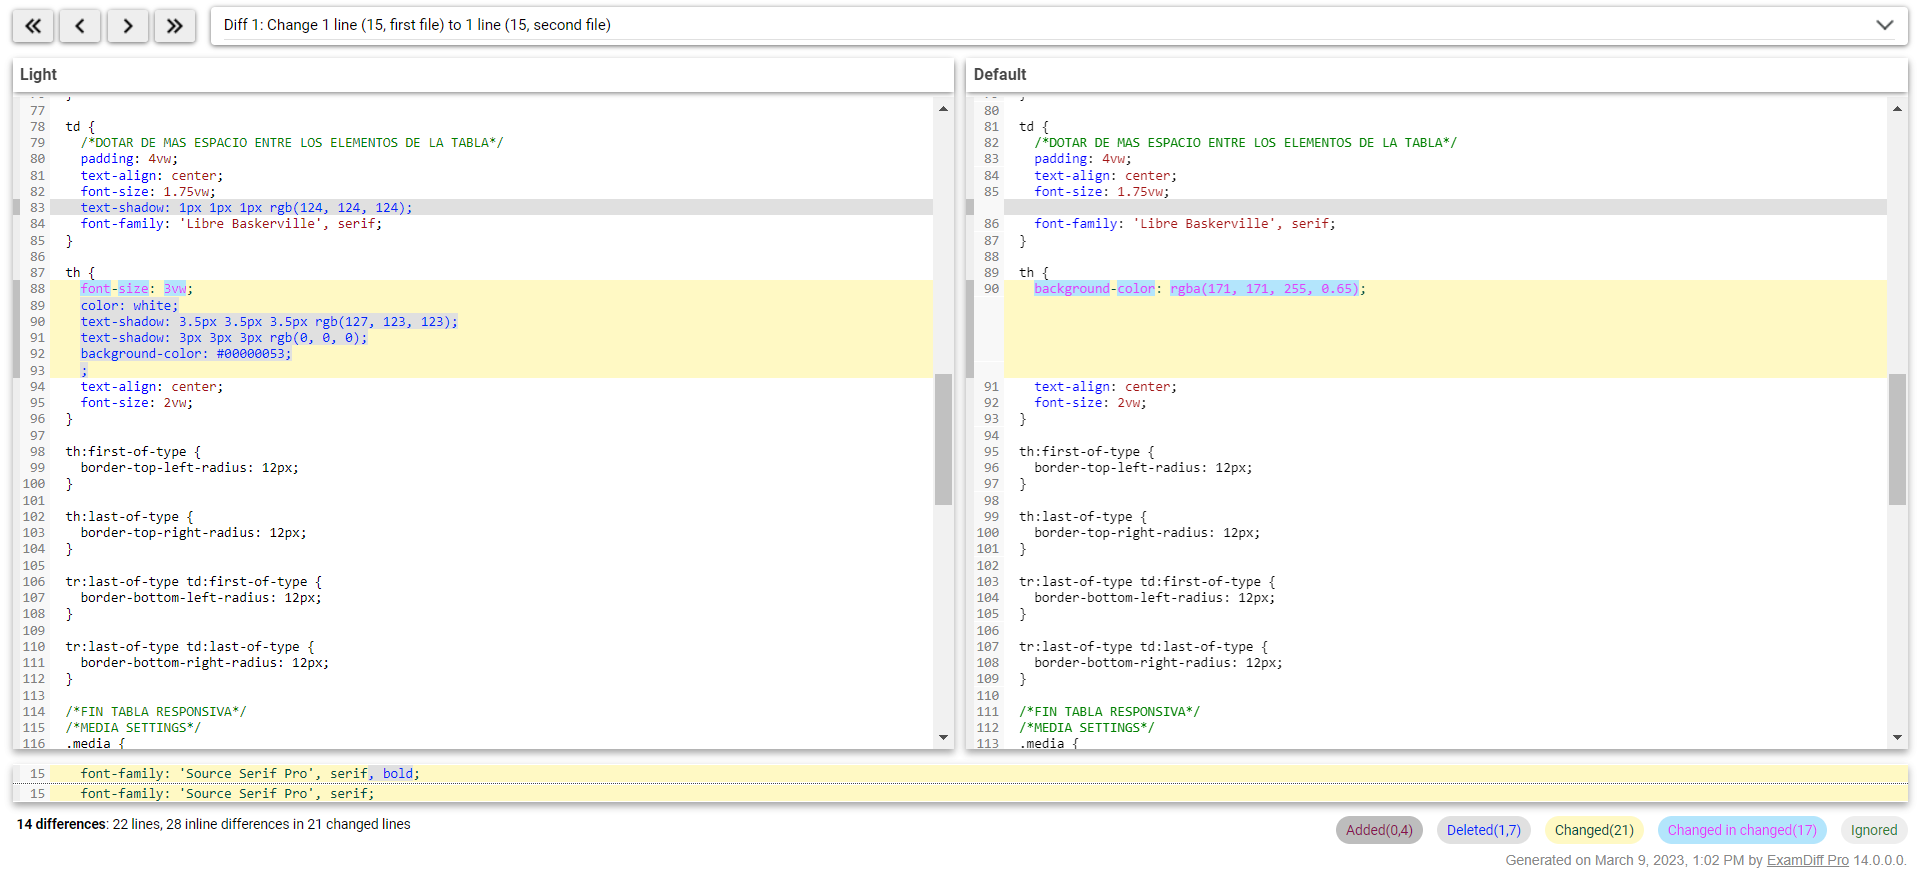 Diff 1: Change 1 line (15, first file) to 1 line (15, second file)
Light
77
78 td {
79 /*DOTAR DE MAS ESPACIO ENTRE LOS ELEMENTOS DE LA TABLA*/
80 padding: 4vw;
81 text-align: center;
82 font-size: 1.75vw;
83 text-shadow: 1px 1px 1px rgb(124, 124, 124);
84 font-family: 'Libre Baskerville', serif;
85 }
86
87 th {
88 font-size: 3vw;
89 color: white;
90 text-shadow: 3.5px 3.5px 3.5px rgb(127, 123, 123);
91 text-shadow: 3px 3px 3px rgb(0, 0, 0);
92 background-color: #00000053;
93 ;
94 text-align: center;
95 font-size: 2vw;
96 }
97
98 th:first-of-type {
99 border-top-left-radius: 12px;
100 }
101
102 th:last-of-type {
103 border-top-right-radius: 12px;
104 }
105
106 tr:last-of-type td:first-of-type {
107 border-bottom-left-radius: 12px;
108 }
109
110 tr:last-of-type td:last-of-type {
111 border-bottom-right-radius: 12px;
112 }
113
114 /*FIN TABLA RESPONSIVA*/
115 /*MEDIA SETTINGS*/
116 .media {
Default
80
81 td {
82 /*DOTAR DE MAS ESPACIO ENTRE LOS ELEMENTOS DE LA TABLA*/
83 padding: 4vw;
84 text-align: center;
85 font-size: 1.75vw;
86 font-family: 'Libre Baskerville', serif;
87 }
88
89 th {
90 background-color: rgba(171, 171, 255, 0.65);
91 text-align: center;
92 font-size: 2vw;
93 }
94
95 th:first-of-type {
96 border-top-left-radius: 12px;
97 }
98
99 th:last-of-type {
100 border-top-right-radius: 12px;
101 }
102
103 tr:last-of-type td:first-of-type {
104 border-bottom-left-radius: 12px;
105 }
106
107 tr:last-of-type td:last-of-type {
108 border-bottom-right-radius: 12px;
109 }
110
111 /*FIN TABLA RESPONSIVA*/
112 /*MEDIA SETTINGS*/
113 .media {
15 font-family: 'Source Serif Pro', serif, bold;
15 font-family: 'Source Serif Pro', serif;
14 differences: 22 lines, 28 inline differences in 21 changed lines
Added(0,4) Deleted(1,7) Changed(21) Changed in changed(17) Ignored
Generated on March 9, 2023, 1:02 PM by ExamDiff Pro 14.0.0.0.